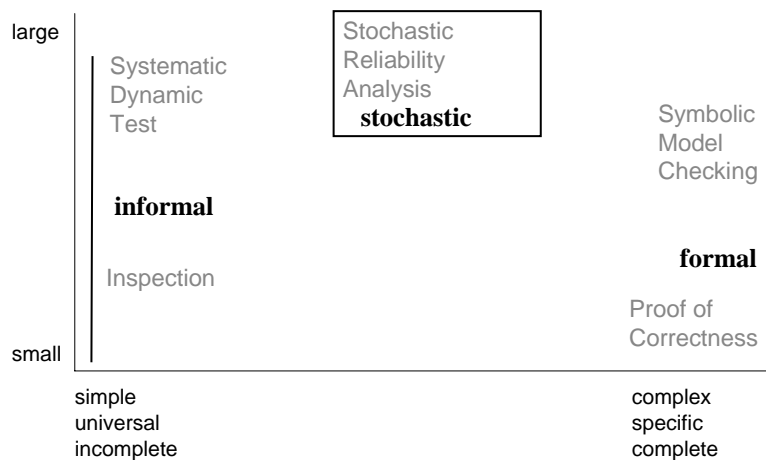 large
Systematic
Dynamic
Test
informal
Inspection
small
Stochastic
Reliability
Analysis
stochastic
Symbolic
Model
Checking
formal
Proof of
Correctness
simple
universal
incomplete
complex
specific
complete